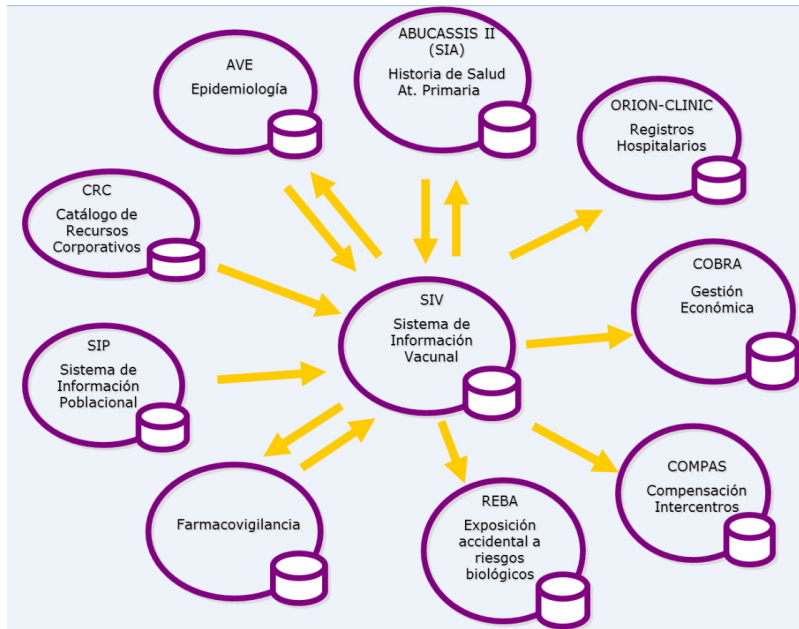 AVE
Epidemiología
ABUCASSIS II
(SIA)
Historia de Salud
At. Primaria
ORION-CLINIC
Registros
Hospitalarios
CRC
Catálogo de
Recursos
Corporativos
SIV
Sistema de
Información
Vacunal
COBRA
Gestión
Económica
SIP
Sistema de
Información
Poblacional
COMPAS
Compensación
Intercentros
Farmacovigilancia
REBA
Exposición
accidental a
riesgos
biológicos